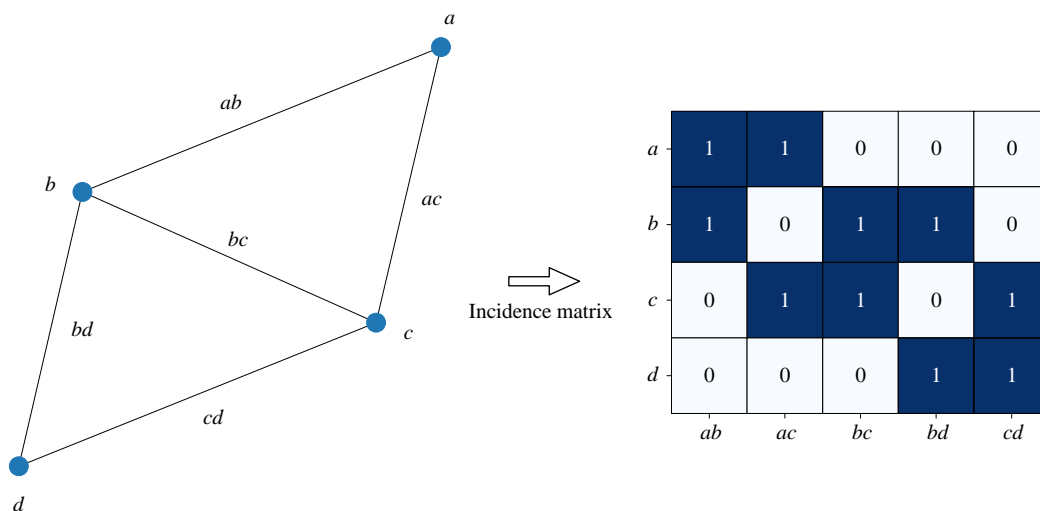 a
ab
b
ac
bc
bd
c
cd
d
Incidence matrix
a 1 1 0 0 0
b 1 0 1 1 0
c 0 1 1 0 1
d 0 0 0 1 1
ab ac bc bd cd